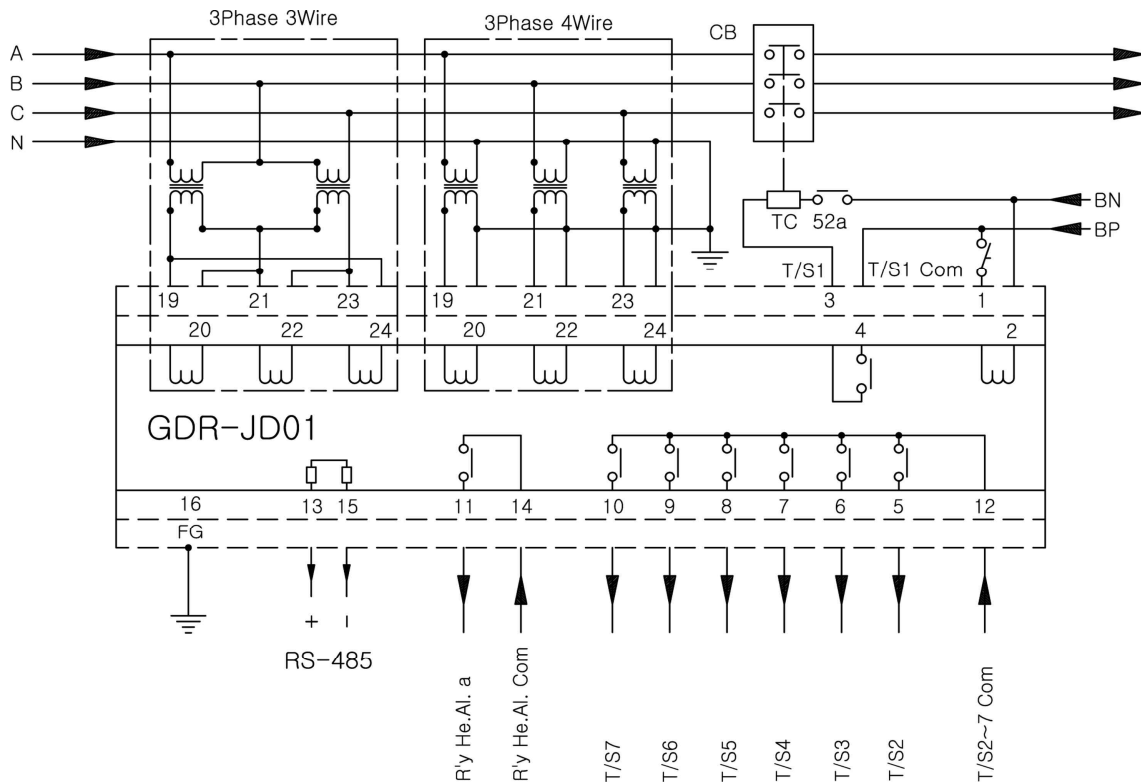 3Phase 3Wire
3Phase 4Wire
CB
A
B
C
N
TC 52a
BN
BP
T/S1
T/S1 Com
19 21 23 19 21 23 3 1
20 22 24 20 22 24 4 2
GDR-JD01
16 13 15 11 14 10 9 8 7 6 5 12
FG
+ -
RS-485
R'y He.Al. a
R'y He.Al. Com
T/S7
T/S6
T/S5
T/S4
T/S3
T/S2
T/S2~7 Com